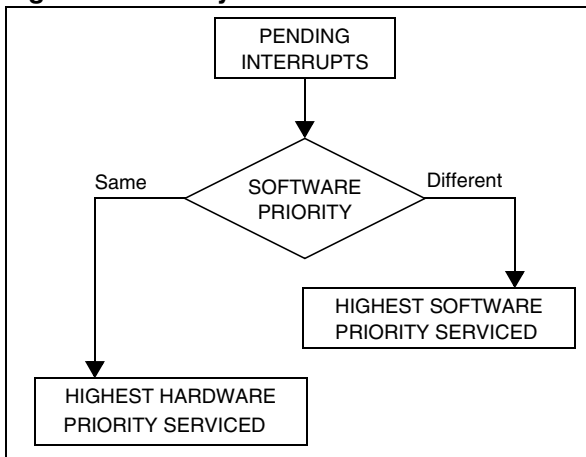 PENDING
INTERRUPTS
Same
SOFTWARE
PRIORITY
Different
HIGHEST SOFTWARE
PRIORITY SERVICED
HIGHEST HARDWARE
PRIORITY SERVICED